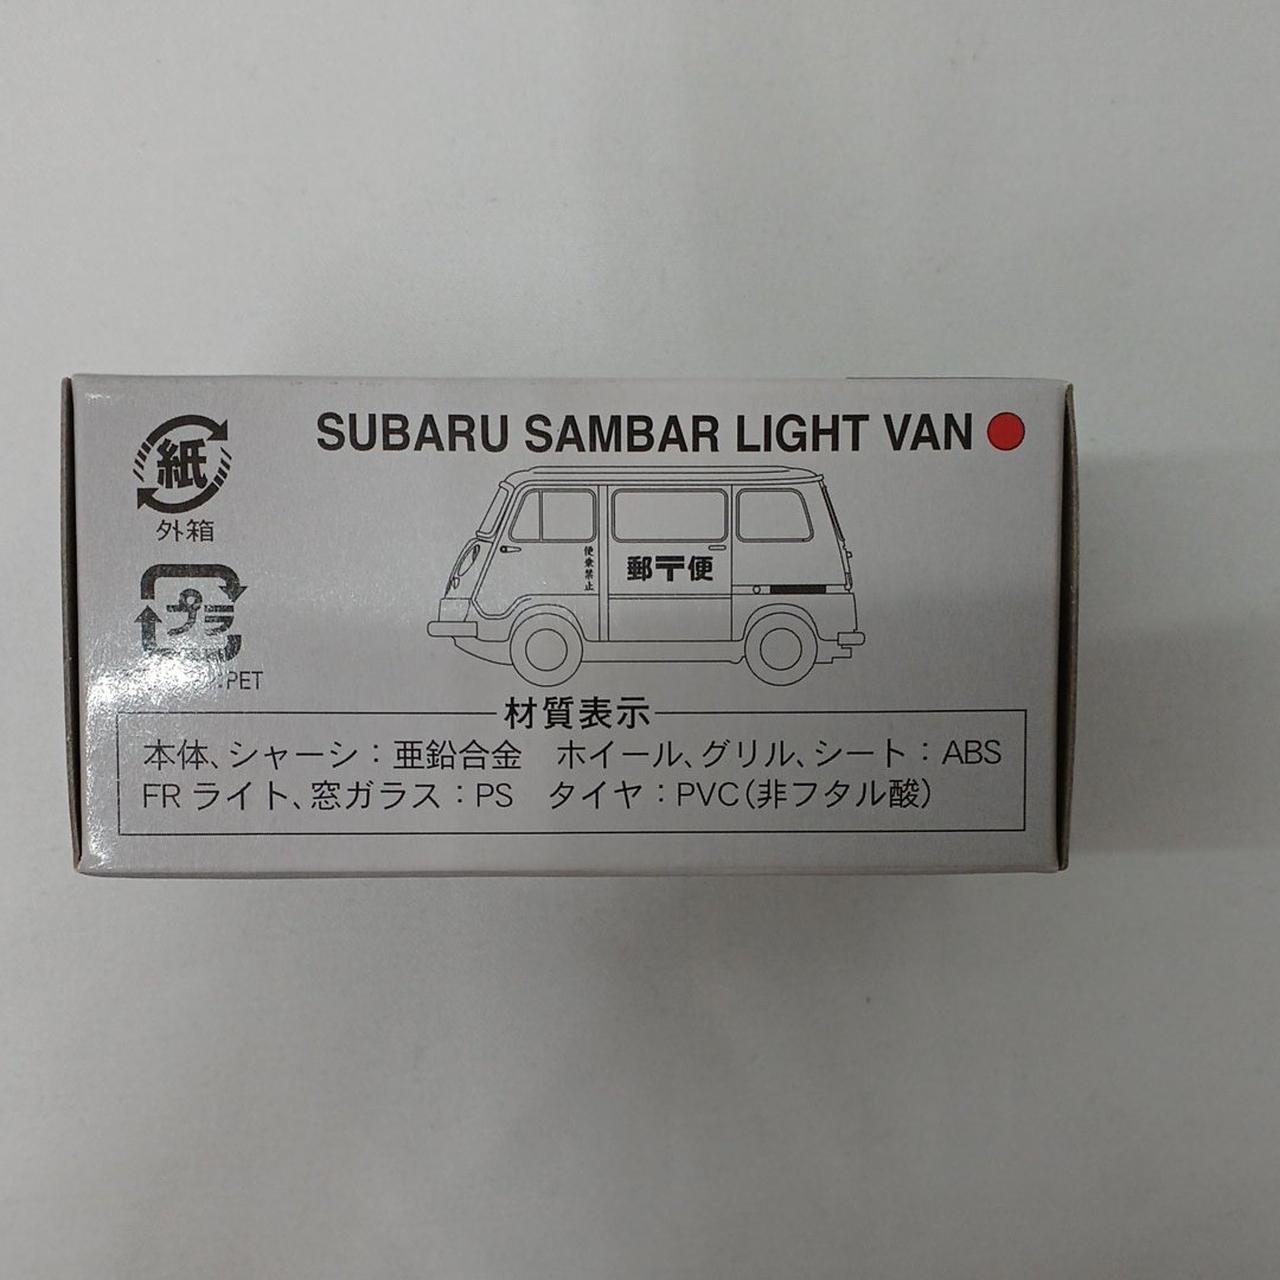 SUBARU SAMBAR LIGHT VAN
紙
外箱
プラ
PET
便乗禁止
郵〒便
材質表示
本体、シャーシ：亜鉛合金　ホイール、グリル、シート：ABS
FRライト、窓ガラス：PS　タイヤ：PVC（非フタル酸）